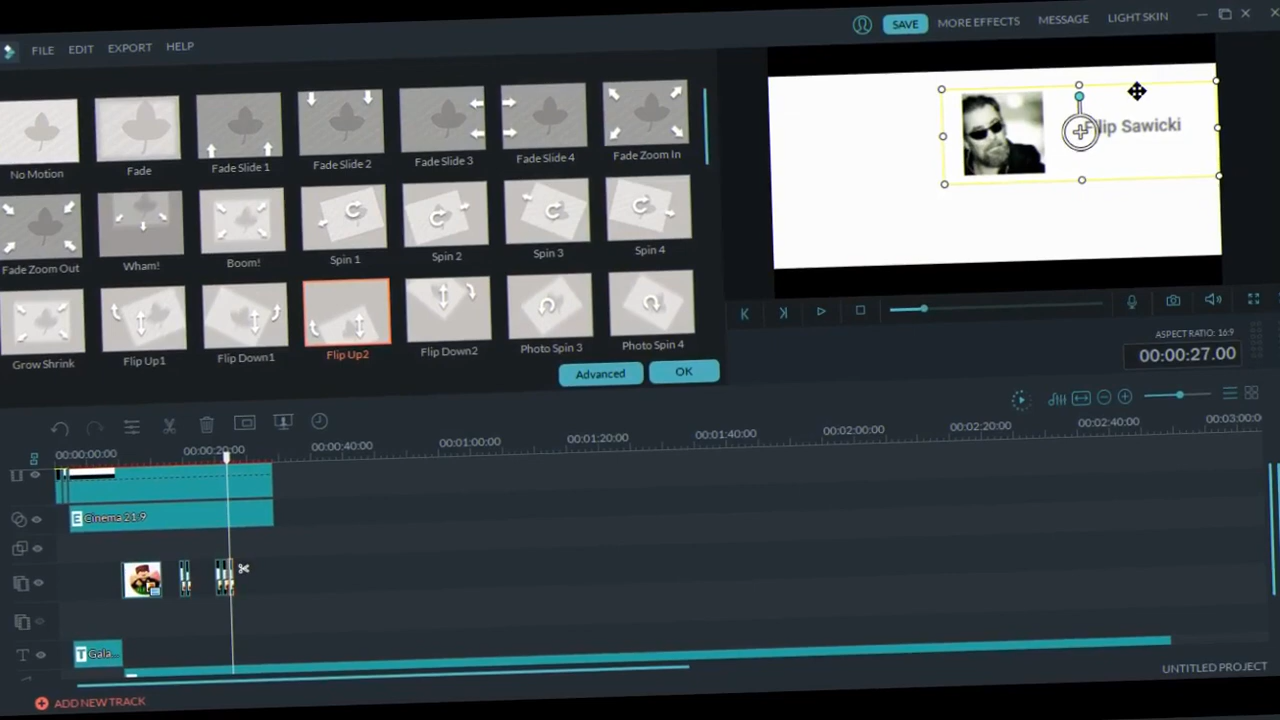 FILE EDIT EXPORT HELP
SAVE MORE EFFECTS MESSAGE LIGHT SKIN
No Motion Fade Fade Slide 1 Fade Slide 2 Fade Slide 3 Fade Slide 4 Fade Zoom In
Fade Zoom Out Wham! Boom! Spin 1 Spin 2 Spin 3 Spin 4
Grow Shrink Flip Up1 Flip Down1 Flip Up2 Flip Down2 Photo Spin 3 Photo Spin 4
Advanced OK
Filip Sawicki
ASPECT RATIO: 16:9
00:00:27.00
00:00:00:00 00:00:20:00 00:00:40:00 00:01:00:00 00:01:20:00 00:01:40:00 00:02:00:00 00:02:20:00 00:02:40:00 00:03:00:0
E Cinema 21:9
T Gala...
UNTITLED PROJECT
ADD NEW TRACK